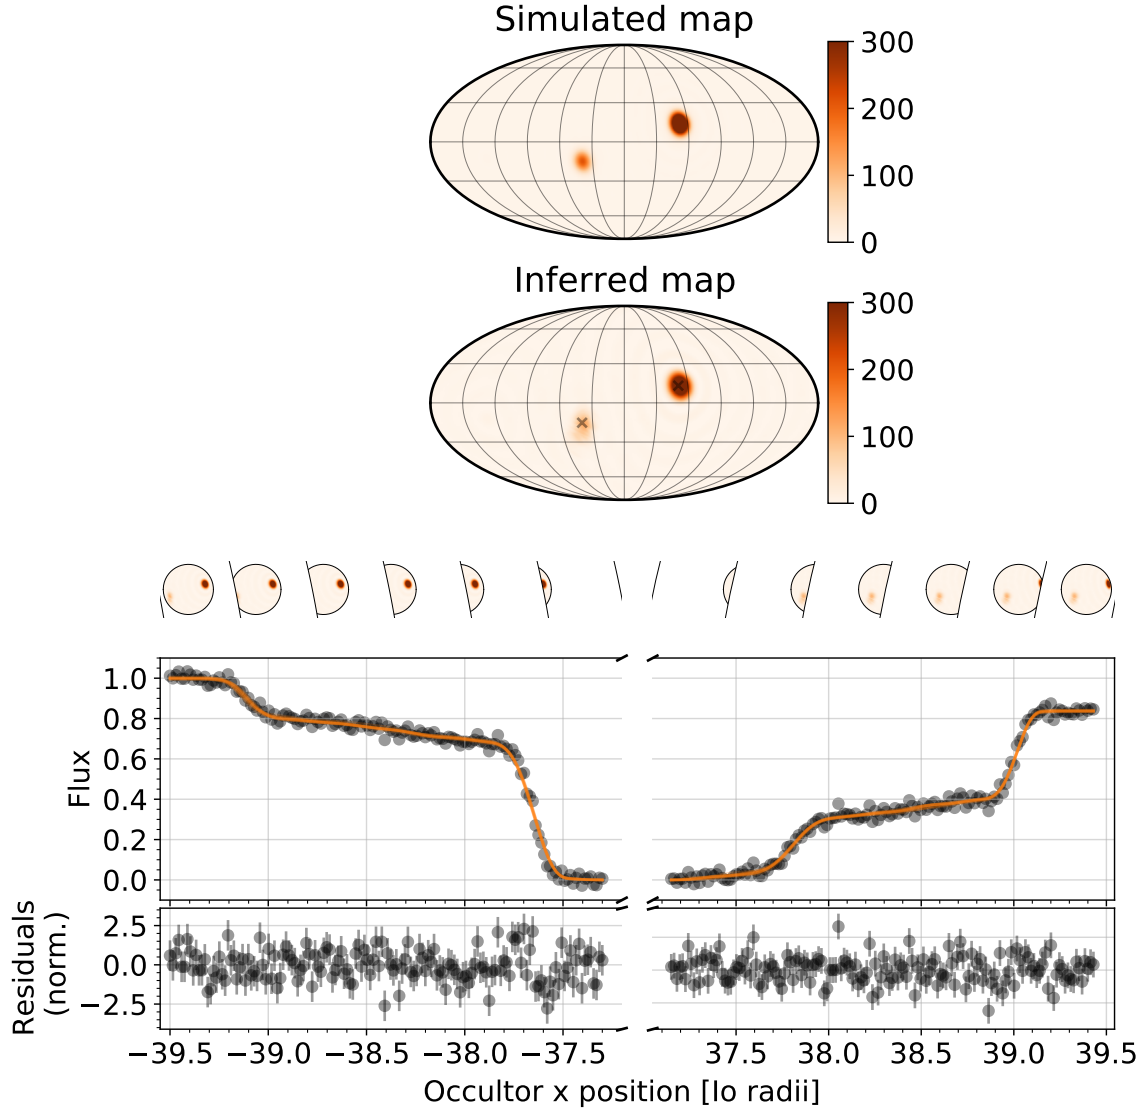 Simulated map
300
200
100
0
Inferred map
300
200
100
0
Flux
1.0
0.8
0.6
0.4
0.2
0.0
Residuals
(norm.)
2.5
0.0
−2.5
−39.5 −39.0 −38.5 −38.0 −37.5 37.5 38.0 38.5 39.0 39.5
Occultor x position [Io radii]